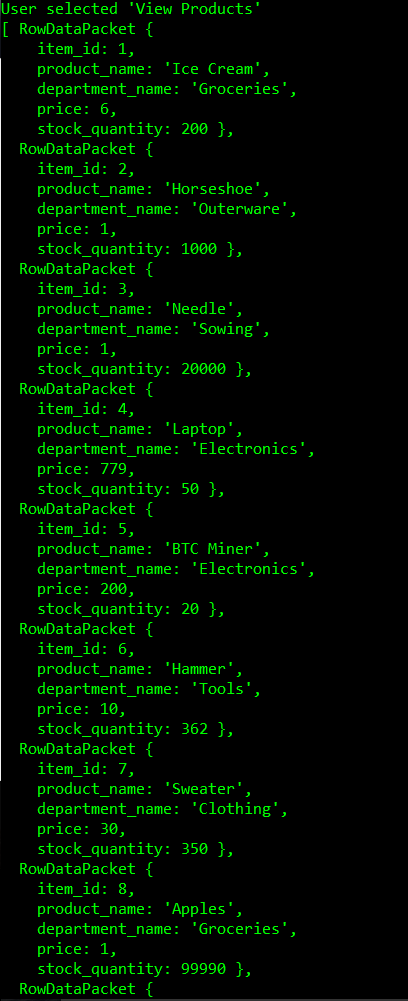 User selected 'View Products'
[ RowDataPacket {
    item_id: 1,
    product_name: 'Ice Cream',
    department_name: 'Groceries',
    price: 6,
    stock_quantity: 200 },
  RowDataPacket {
    item_id: 2,
    product_name: 'Horseshoe',
    department_name: 'Outerware',
    price: 1,
    stock_quantity: 1000 },
  RowDataPacket {
    item_id: 3,
    product_name: 'Needle',
    department_name: 'Sowing',
    price: 1,
    stock_quantity: 20000 },
  RowDataPacket {
    item_id: 4,
    product_name: 'Laptop',
    department_name: 'Electronics',
    price: 779,
    stock_quantity: 50 },
  RowDataPacket {
    item_id: 5,
    product_name: 'BTC Miner',
    department_name: 'Electronics',
    price: 200,
    stock_quantity: 20 },
  RowDataPacket {
    item_id: 6,
    product_name: 'Hammer',
    department_name: 'Tools',
    price: 10,
    stock_quantity: 362 },
  RowDataPacket {
    item_id: 7,
    product_name: 'Sweater',
    department_name: 'Clothing',
    price: 30,
    stock_quantity: 350 },
  RowDataPacket {
    item_id: 8,
    product_name: 'Apples',
    department_name: 'Groceries',
    price: 1,
    stock_quantity: 99990 },
  RowDataPacket {